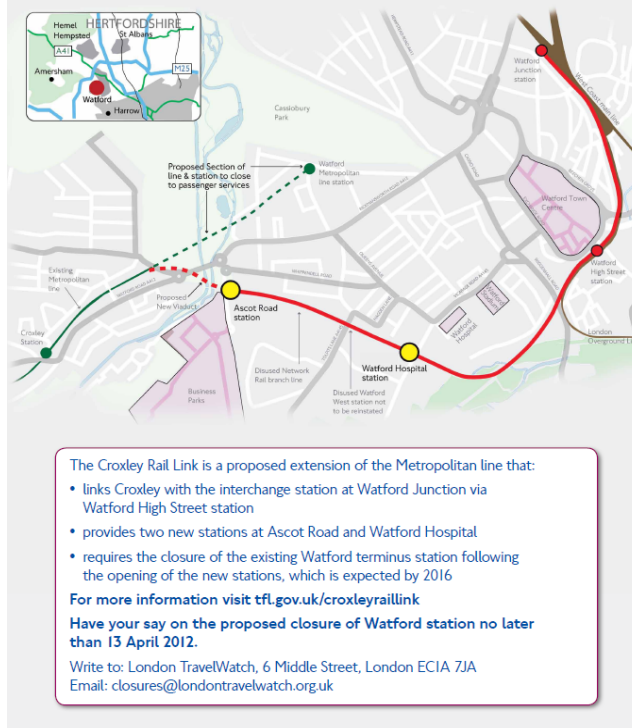 HERTFORDSHIRE
Hemel
Hempsted
St Albans
A41
M25
Amersham
Watford
Harrow
Watford
Junction
station
West Coast main line
Cassiobury
Park
Proposed Section of
line & station to close
to passenger services
Watford
Metropolitan
line station
Watford Town
Centre
Existing
Metropolitan
line
Proposed
New Viaduct
Watford
High Street
station
Ascot Road
station
Croxley
Station
Watford
Hospital
London
Overground Li
Disused Network
Rail branch line
Watford Hospital
station
Business
Parks
Disused Watford
West station not
to be reinstated
The Croxley Rail Link is a proposed extension of the Metropolitan line that:
• links Croxley with the interchange station at Watford Junction via
Watford High Street station
• provides two new stations at Ascot Road and Watford Hospital
• requires the closure of the existing Watford terminus station following
the opening of the new stations, which is expected by 2016
For more information visit tfl.gov.uk/croxleyraillink
Have your say on the proposed closure of Watford station no later
than 13 April 2012.
Write to: London TravelWatch, 6 Middle Street, London EC1A 7JA
Email: closures@londontravelwatch.org.uk